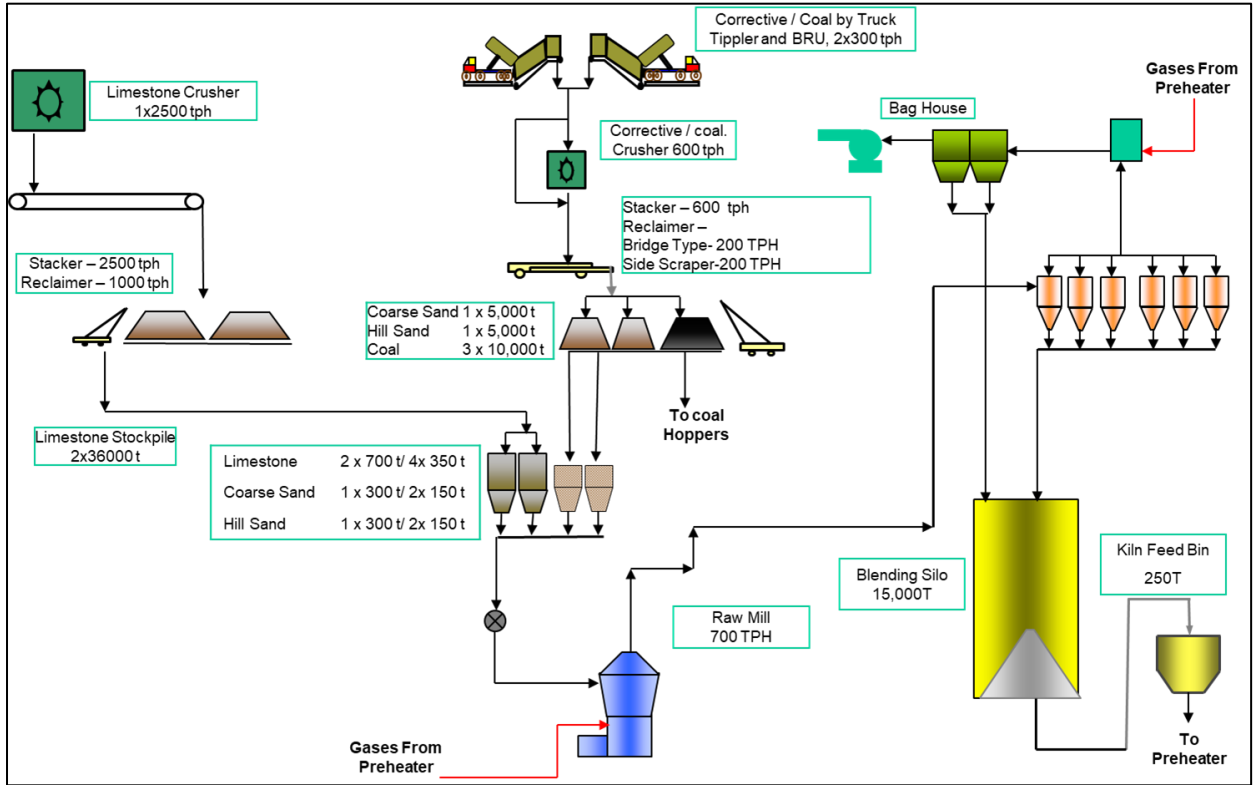 Corrective / Coal by Truck
Tippler and BRU, 2x300 tph
Limestone Crusher
1x2500 tph
Gases From
Preheater
Bag House
Corrective / coal.
Crusher 600 tph
Stacker – 600 tph
Reclaimer –
Bridge Type- 200 TPH
Side Scraper-200 TPH
Stacker – 2500 tph
Reclaimer – 1000 tph
Coarse Sand 1 x 5,000 t
Hill Sand 1 x 5,000 t
Coal 3 x 10,000 t
To coal
Hoppers
Limestone Stockpile
2x36000 t
Limestone 2 x 700 t/ 4x 350 t
Coarse Sand 1 x 300 t/ 2x 150 t
Hill Sand 1 x 300 t/ 2x 150 t
Kiln Feed Bin
250T
Blending Silo
15,000T
Raw Mill
700 TPH
Gases From
Preheater
To
Preheater